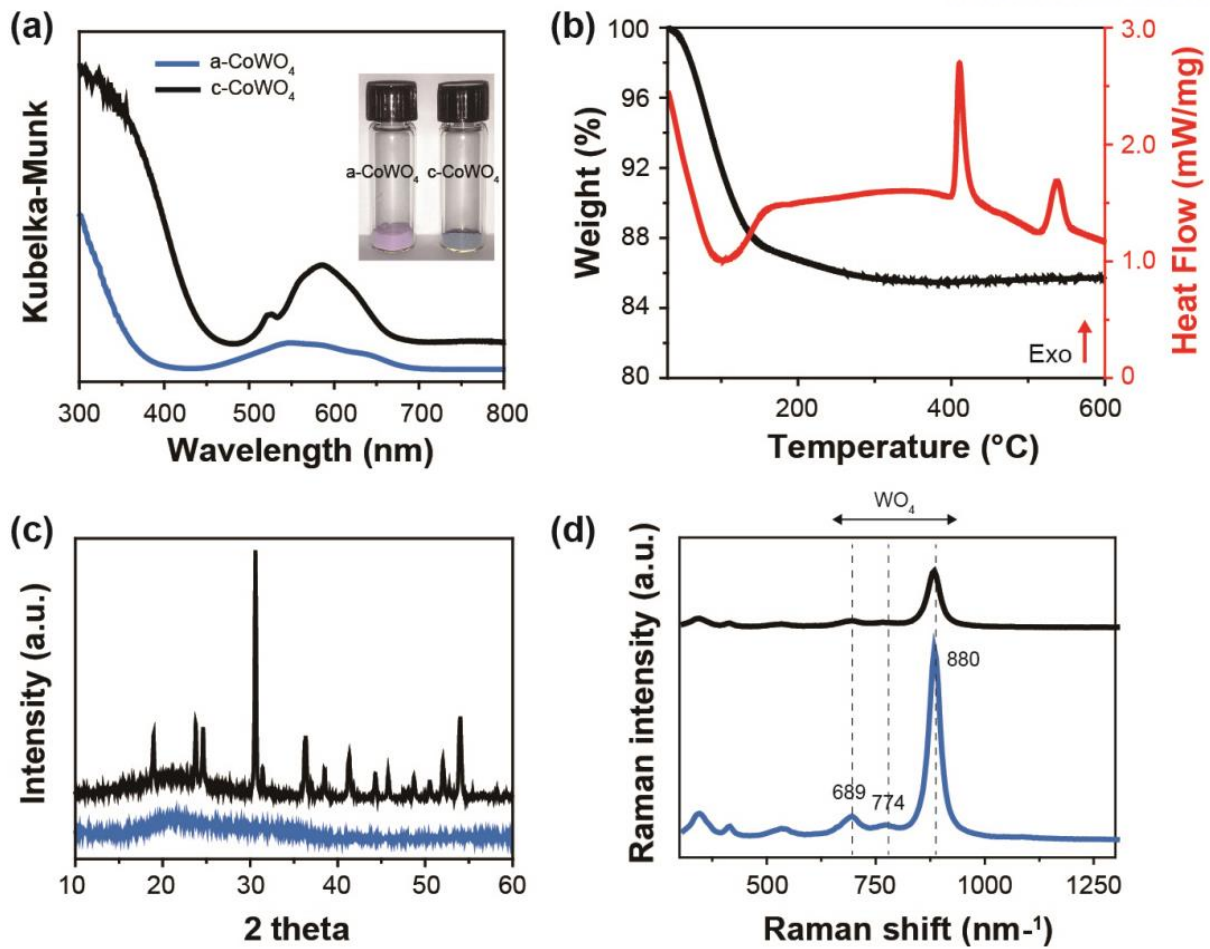 (a)
a-CoWO₄
c-CoWO₄
a-CoWO₄ c-CoWO₄
Kubelka-Munk
300 400 500 600 700 800
Wavelength (nm)
(b)
100
96
92
88
84
80
Weight (%)
3.0
2.0
1.0
0
Heat Flow (mW/mg)
Exo
200 400 600
Temperature (°C)
(c)
Intensity (a.u.)
10 20 30 40 50 60
2 theta
(d)
WO₄
880
689
774
Raman intensity (a.u.)
500 750 1000 1250
Raman shift (nm-¹)